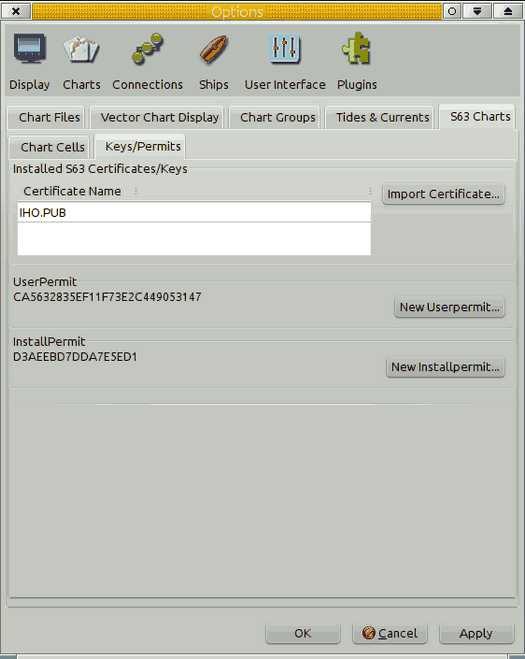 Options
Display Charts Connections Ships User Interface Plugins
Chart Files Vector Chart Display Chart Groups Tides & Currents S63 Charts
Chart Cells Keys/Permits
Installed S63 Certificates/Keys
Certificate Name
Import Certificate...
IHO.PUB
UserPermit
CA5632835EF11F73E2C449053147
New Userpermit...
InstallPermit
D3AEEBD7DDA7E5ED1
New Installpermit...
OK Cancel Apply